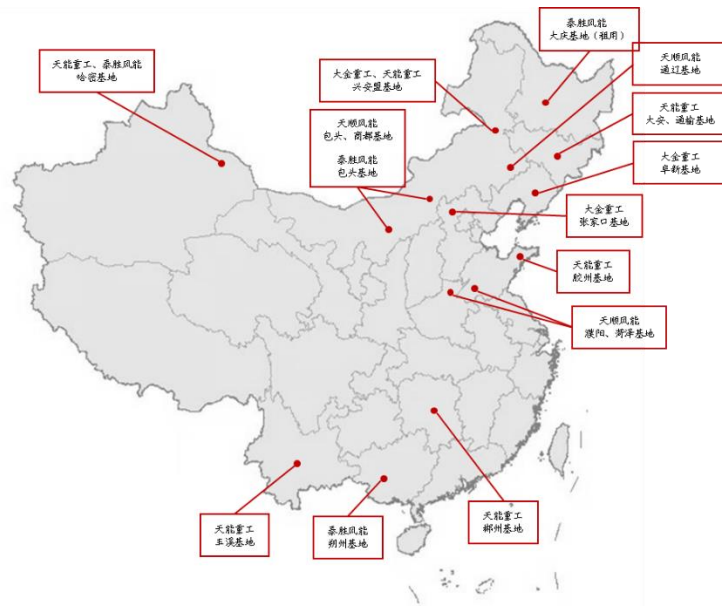 泰胜风能
大庆基地（租用）
天能重工、泰胜风能
哈密基地
大金重工、天能重工
兴安盟基地
天顺风能
通辽基地
天顺风能
包头、商都基地
泰胜风能
包头基地
天能重工
大安、通榆基地
大金重工
阜新基地
大金重工
张家口基地
天能重工
胶州基地
天顺风能
濮阳、菏泽基地
天能重工
玉溪基地
泰胜风能
朔州基地
天能重工
郴州基地